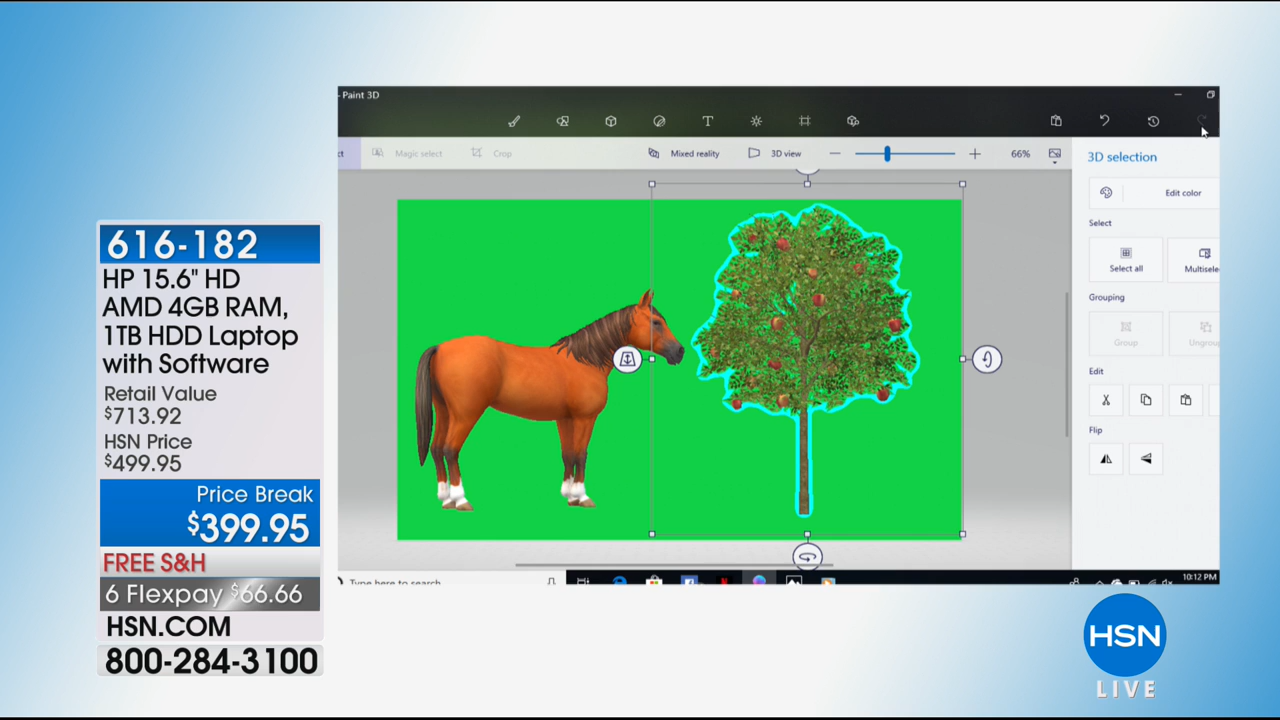 616-182
HP 15.6" HD
AMD 4GB RAM,
1TB HDD Laptop
with Software
Retail Value
$713.92
HSN Price
$499.95
Price Break
$399.95
FREE S&H
6 Flexpay $66.66
HSN.COM
800-284-3100
- Paint 3D
ct
Magic select
Crop
Mixed reality
3D view
66%
3D selection
Edit color
Select
Select all
Multisele
Grouping
Group
Ungrou
Edit
Flip
Type here to search
10:12 PM
HSN
LIVE